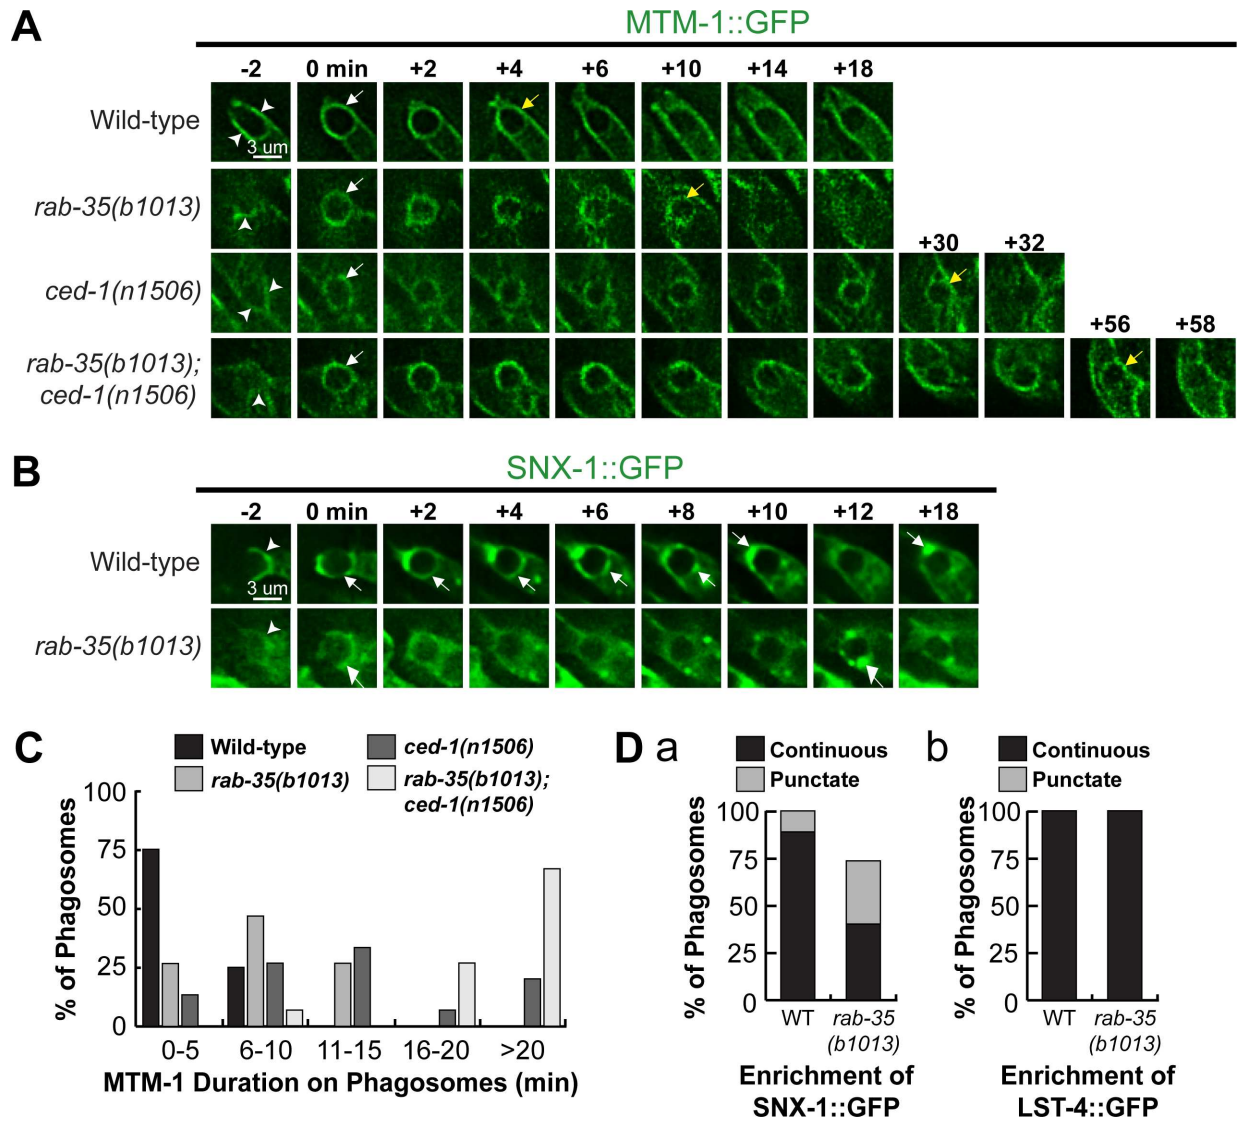 A
MTM-1::GFP
-2 0 min +2 +4 +6 +10 +14 +18
Wild-type
3 um
rab-35(b1013)
+30 +32
ced-1(n1506)
+56 +58
rab-35(b1013);
ced-1(n1506)
B
SNX-1::GFP
-2 0 min +2 +4 +6 +8 +10 +12 +18
Wild-type
3 um
rab-35(b1013)
C
Wild-type
rab-35(b1013)
ced-1(n1506)
rab-35(b1013);
ced-1(n1506)
% of Phagosomes
100
75
50
25
0
0-5 6-10 11-15 16-20 >20
MTM-1 Duration on Phagosomes (min)
D a
Continuous
Punctate
% of Phagosomes
100
75
50
25
0
WT rab-35
(b1013)
Enrichment of
SNX-1::GFP
b
Continuous
Punctate
% of Phagosomes
100
75
50
25
0
WT rab-35
(b1013)
Enrichment of
LST-4::GFP